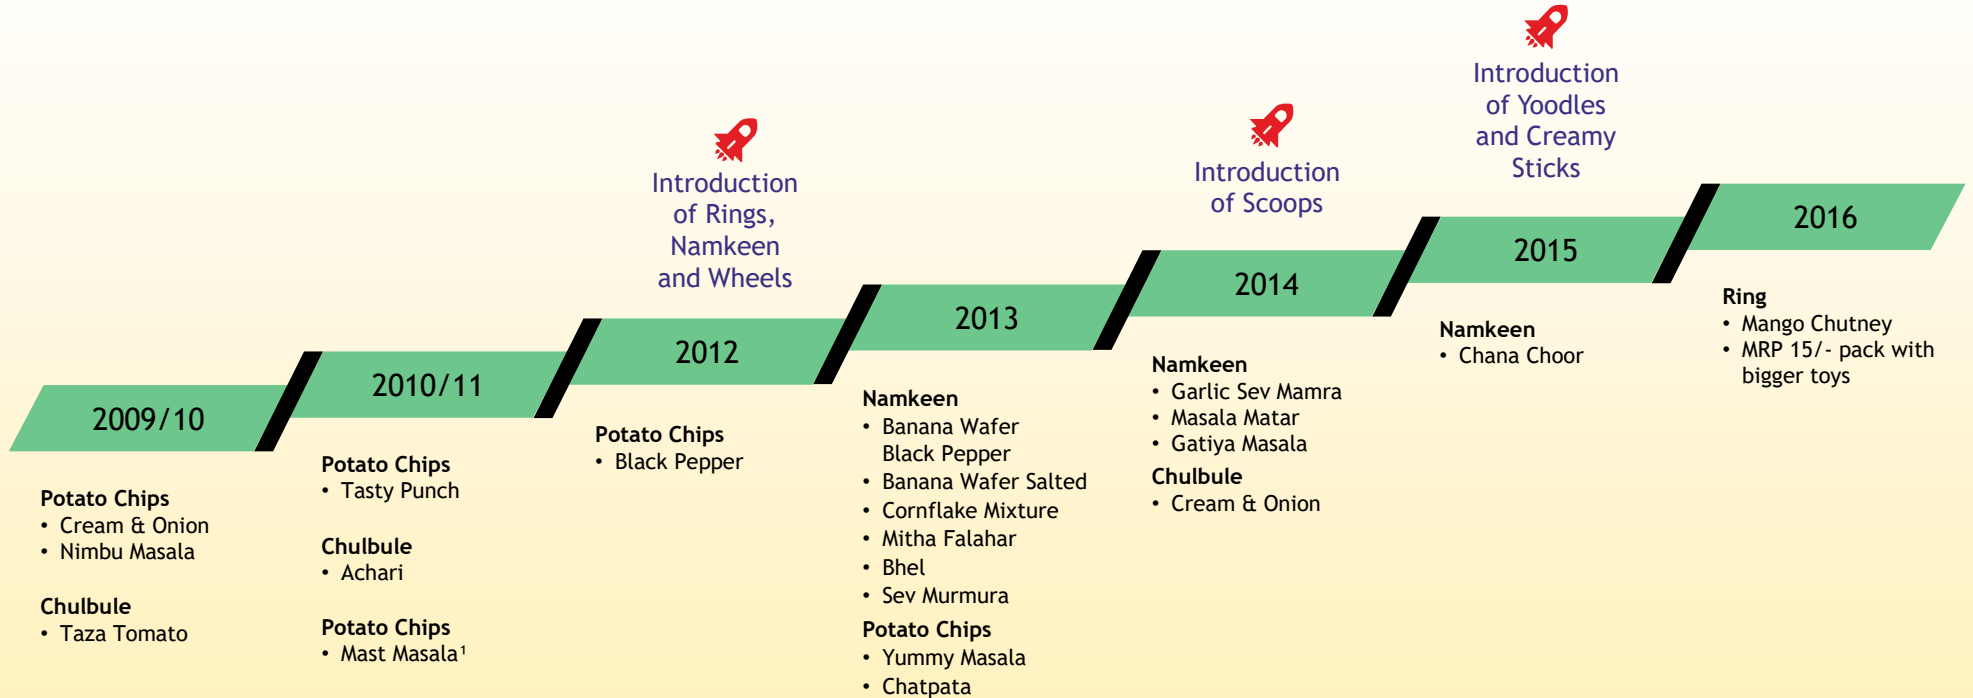 2009/10
Potato Chips
• Cream & Onion
• Nimbu Masala
Chulbule
• Taza Tomato
2010/11
Potato Chips
• Tasty Punch
Chulbule
• Achari
Potato Chips
• Mast Masala¹
Introduction
of Rings,
Namkeen
and Wheels
2012
Potato Chips
• Black Pepper
2013
Namkeen
• Banana Wafer
Black Pepper
• Banana Wafer Salted
• Cornflake Mixture
• Mitha Falahar
• Bhel
• Sev Murmura
Potato Chips
• Yummy Masala
• Chatpata
Introduction
of Scoops
2014
Namkeen
• Garlic Sev Mamra
• Masala Matar
• Gatiya Masala
Chulbule
• Cream & Onion
Introduction
of Yoodles
and Creamy
Sticks
2015
Namkeen
• Chana Choor
2016
Ring
• Mango Chutney
• MRP 15/- pack with
bigger toys